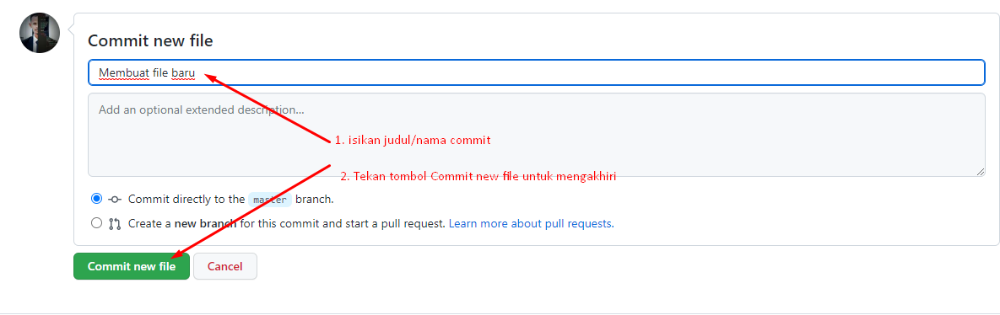 Commit new file
Membuat file baru
Add an optional extended description...
1. isikan judul/nama commit
2. Tekan tombol Commit new file untuk mengakhiri
Commit directly to the master branch.
Create a new branch for this commit and start a pull request. Learn more about pull requests.
Commit new file
Cancel